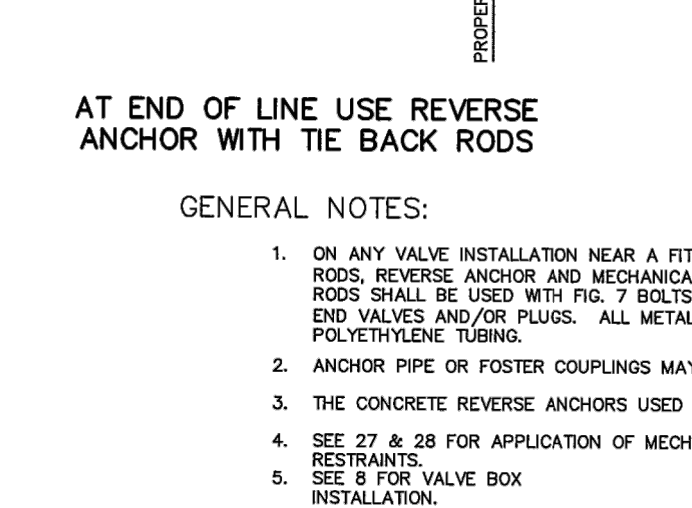 PROPER
AT END OF LINE USE REVERSE
ANCHOR WITH TIE BACK RODS
GENERAL NOTES:
1. ON ANY VALVE INSTALLATION NEAR A FIT
RODS, REVERSE ANCHOR AND MECHANICA
RODS SHALL BE USED WITH FIG. 7 BOLTS
END VALVES AND/OR PLUGS. ALL METAL
POLYETHYLENE TUBING.
2. ANCHOR PIPE OR FOSTER COUPLINGS MAY
3. THE CONCRETE REVERSE ANCHORS USED
4. SEE 27 & 28 FOR APPLICATION OF MECH
RESTRAINTS.
5. SEE 8 FOR VALVE BOX
INSTALLATION.